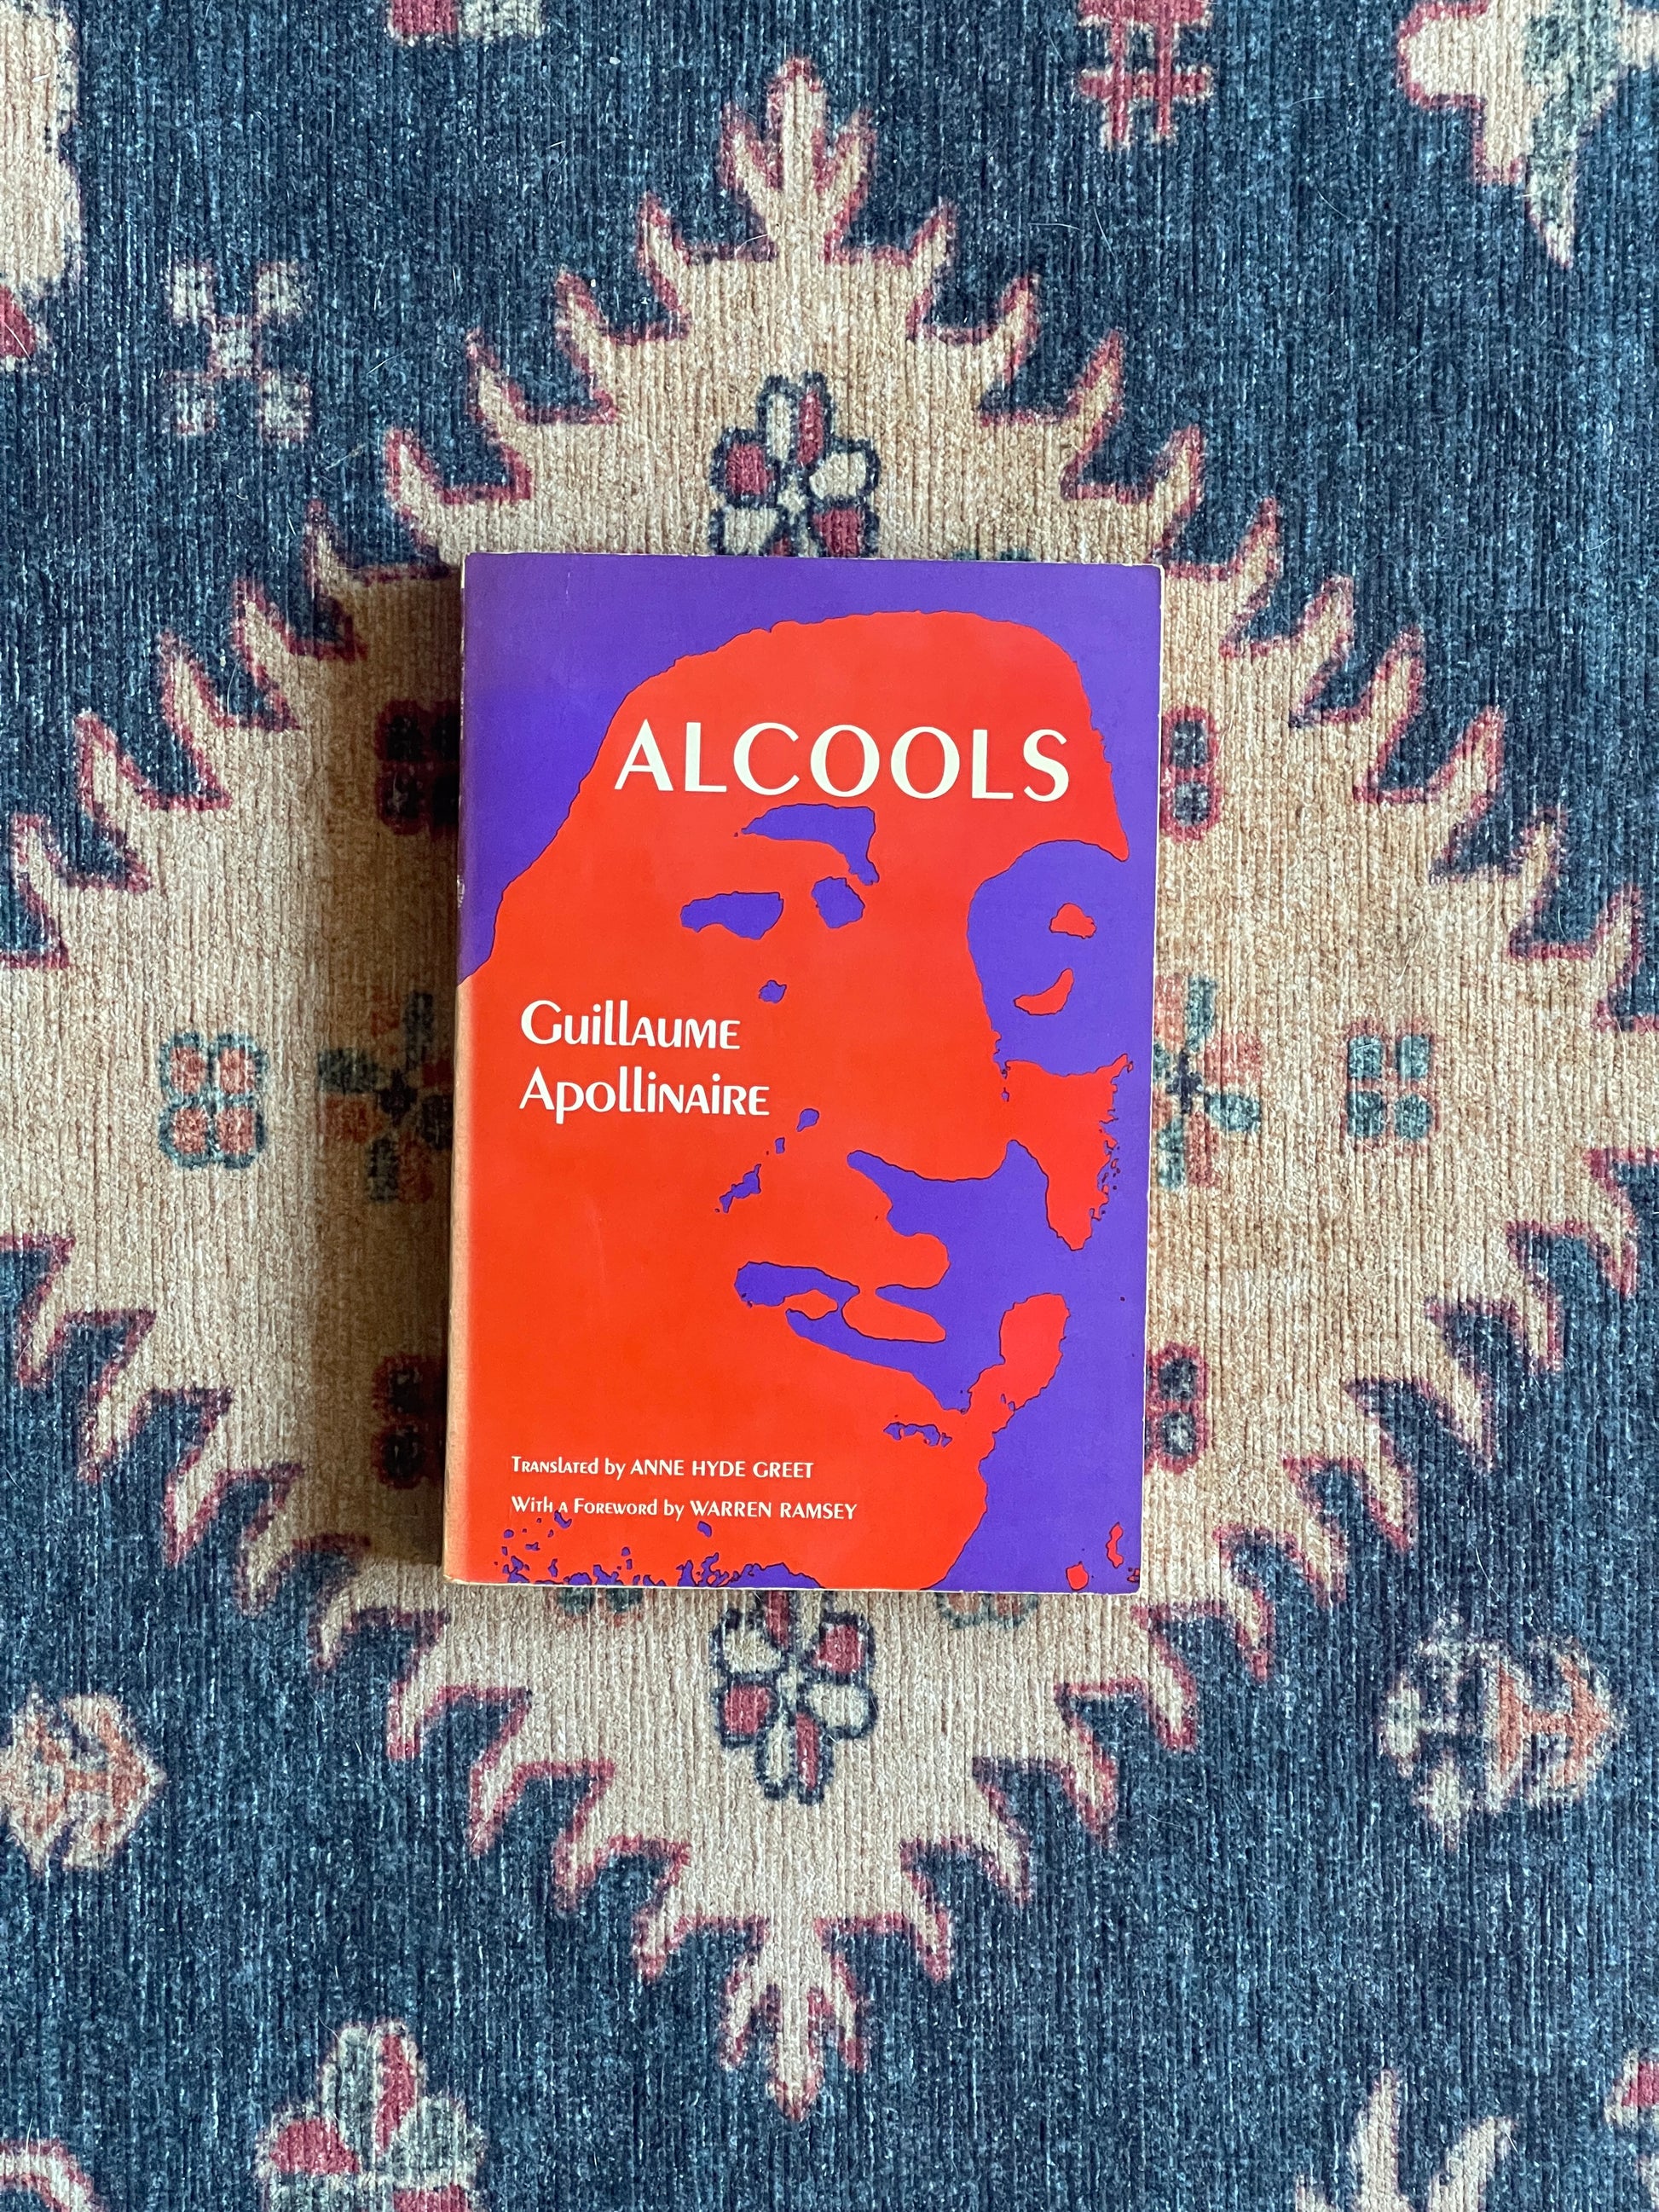 ALCOOLS
Guillaume
Apollinaire
Translated by ANNE HYDE GREET
With a Foreword by WARREN RAMSEY